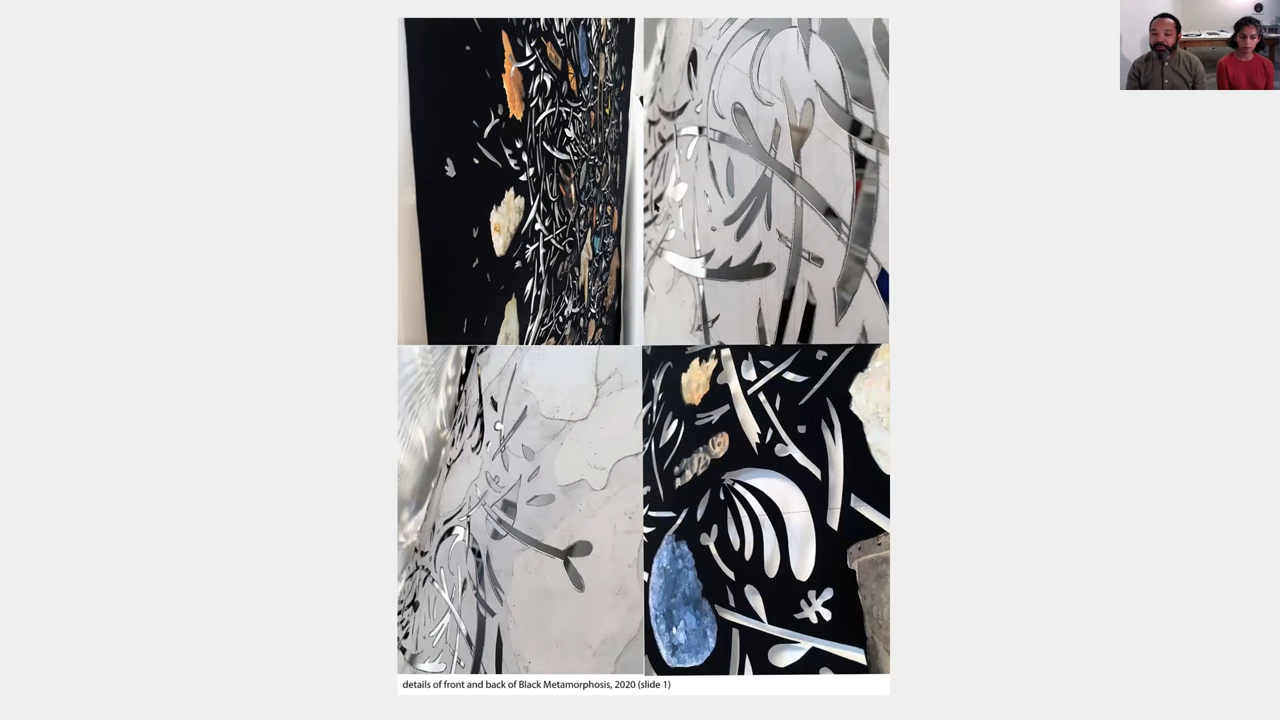 details of front and back of Black Metamorphosis, 2020 (slide 1)